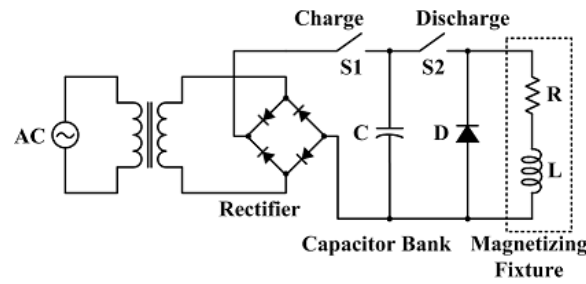 Charge
Discharge
S1
S2
R
AC
C
D
L
Rectifier
Capacitor Bank
Magnetizing
Fixture